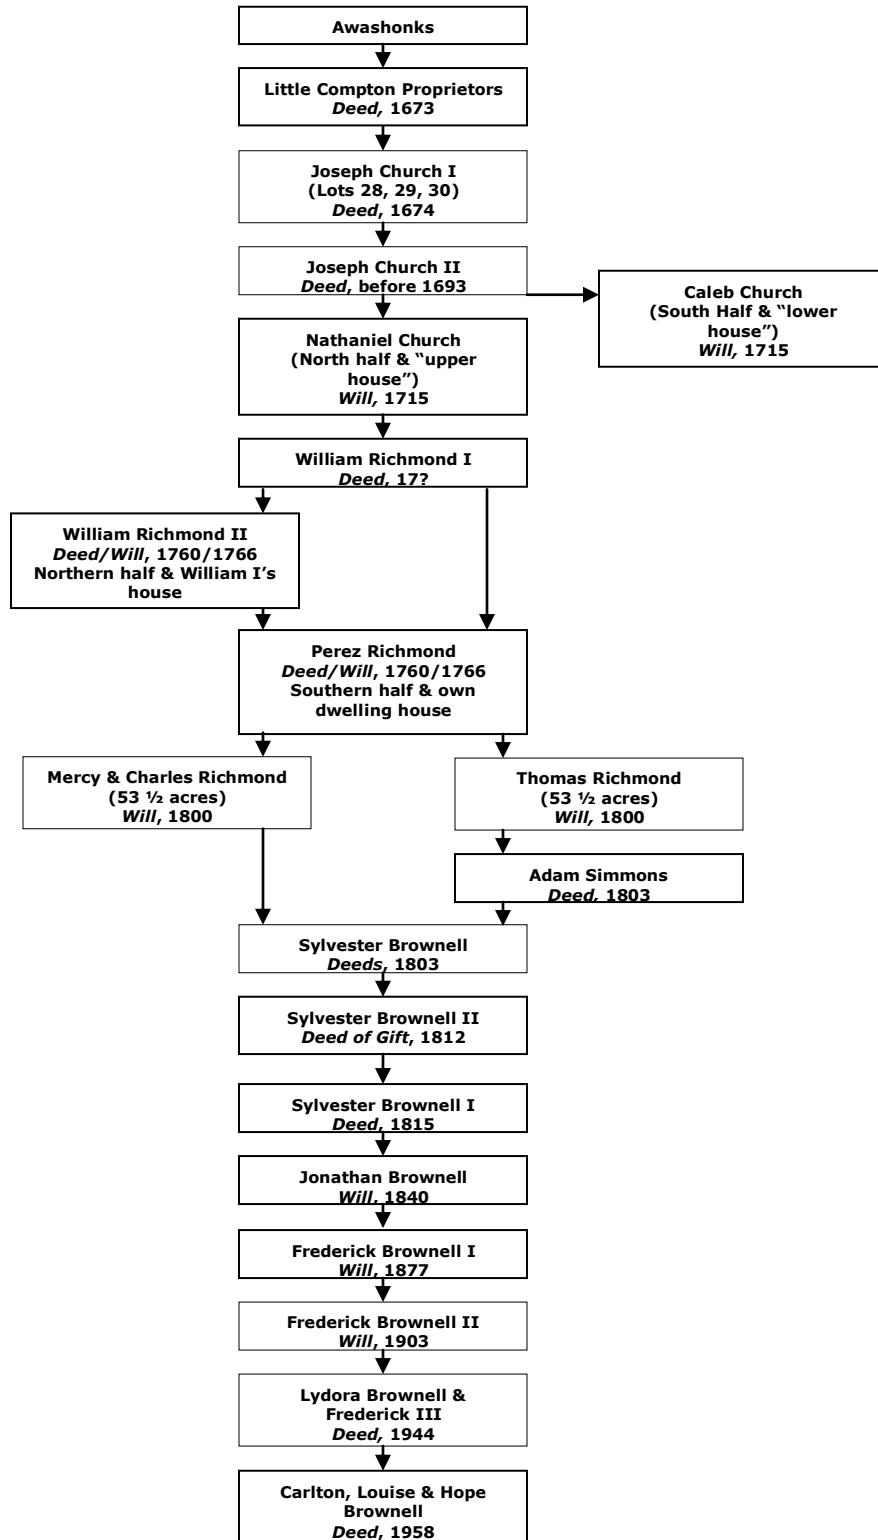 Awashonks
Little Compton Proprietors
Deed, 1673
Joseph Church I
(Lots 28, 29, 30)
Deed, 1674
Joseph Church II
Deed, before 1693
Caleb Church
(South Half & “lower
house”)
Will, 1715
Nathaniel Church
(North half & “upper
house”)
Will, 1715
William Richmond I
Deed, 17?
William Richmond II
Deed/Will, 1760/1766
Northern half & William I’s
house
Perez Richmond
Deed/Will, 1760/1766
Southern half & own
dwelling house
Mercy & Charles Richmond
(53 ½ acres)
Will, 1800
Thomas Richmond
(53 ½ acres)
Will, 1800
Adam Simmons
Deed, 1803
Sylvester Brownell
Deeds, 1803
Sylvester Brownell II
Deed of Gift, 1812
Sylvester Brownell I
Deed, 1815
Jonathan Brownell
Will, 1840
Frederick Brownell I
Will, 1877
Frederick Brownell II
Will, 1903
Lydora Brownell &
Frederick III
Deed, 1944
Carlton, Louise & Hope
Brownell
Deed, 1958